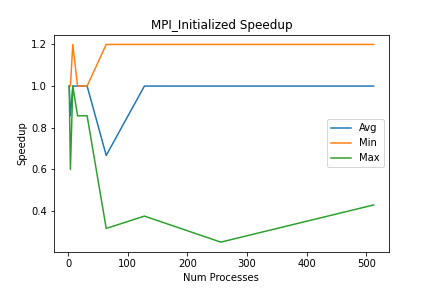 MPI_Initialized Speedup
1.2
1.0
0.8
0.6
0.4
Speedup
Avg
Min
Max
0
100
200
300
400
500
Num Processes